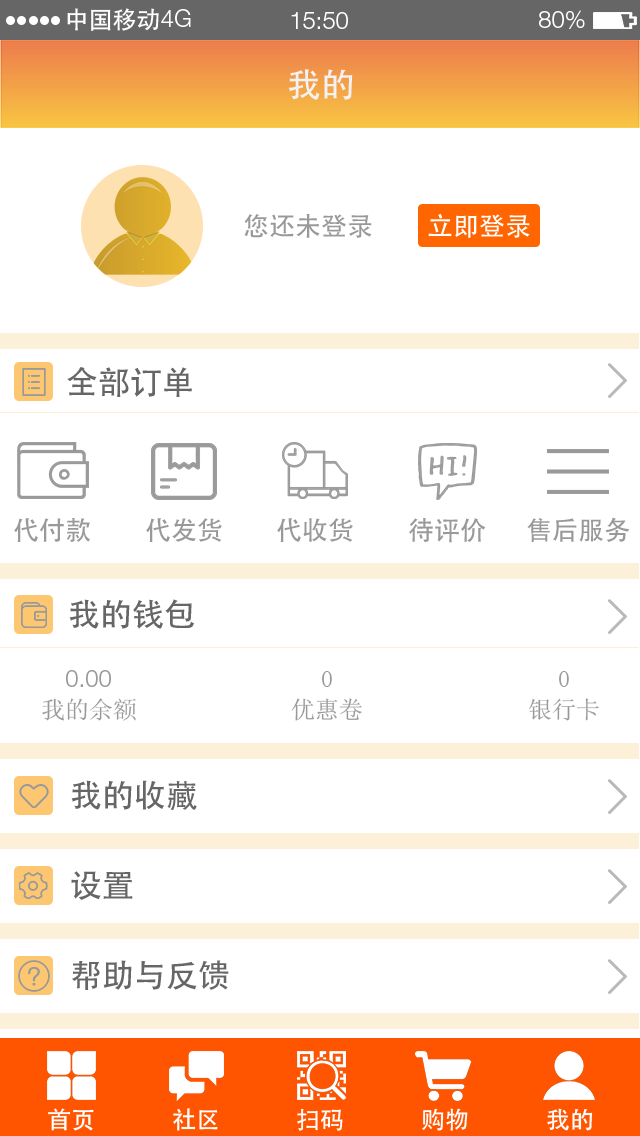 中国移动4G 15:50 80%
我的
您还未登录 立即登录
全部订单
HI!
代付款 代发货 代收货 待评价 售后服务
我的钱包
0.00 0 0
我的余额 优惠卷 银行卡
我的收藏
设置
?
帮助与反馈
首页 社区 扫码 购物 我的